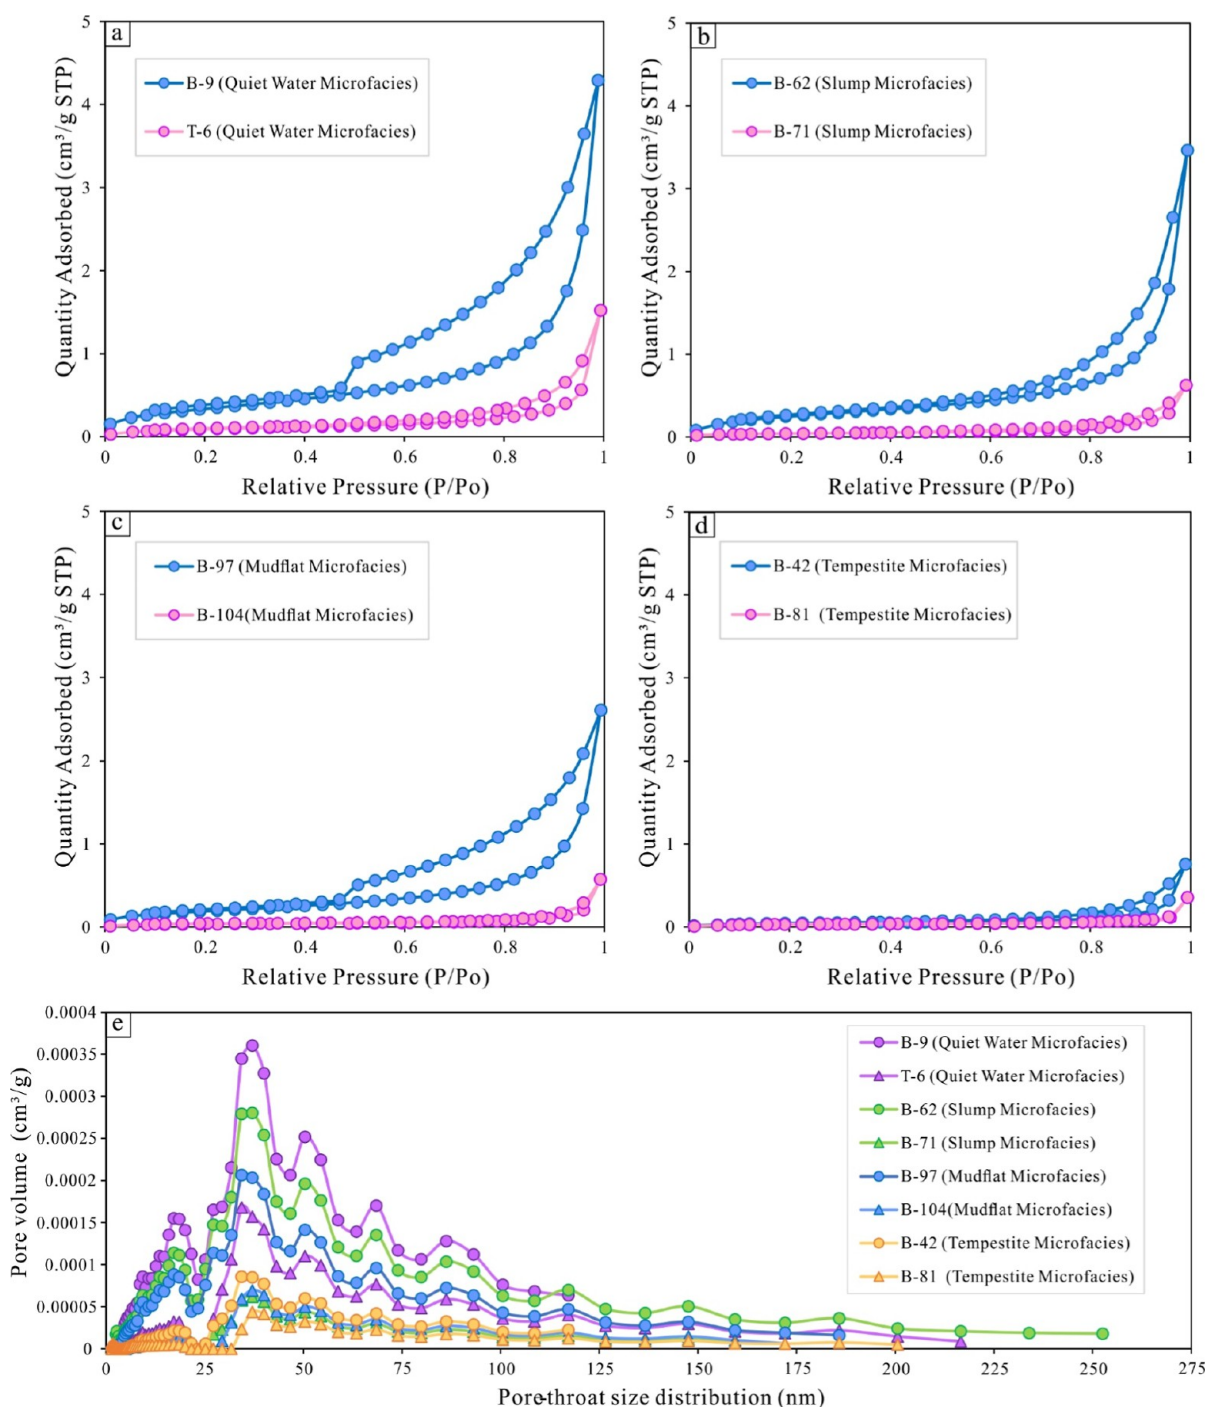 a
B-9 (Quiet Water Microfacies)
T-6 (Quiet Water Microfacies)
Quantity Adsorbed (cm³/g STP)
5
4
3
2
1
0
0 0.2 0.4 0.6 0.8 1
Relative Pressure (P/Po)
b
B-62 (Slump Microfacies)
B-71 (Slump Microfacies)
Quantity Adsorbed (cm³/g STP)
5
4
3
2
1
0
0 0.2 0.4 0.6 0.8 1
Relative Pressure (P/Po)
c
B-97 (Mudflat Microfacies)
B-104(Mudflat Microfacies)
Quantity Adsorbed (cm³/g STP)
5
4
3
2
1
0
0 0.2 0.4 0.6 0.8 1
Relative Pressure (P/Po)
d
B-42 (Tempestite Microfacies)
B-81 (Tempestite Microfacies)
Quantity Adsorbed (cm³/g STP)
5
4
3
2
1
0
0 0.2 0.4 0.6 0.8 1
Relative Pressure (P/Po)
e
B-9 (Quiet Water Microfacies)
T-6 (Quiet Water Microfacies)
B-62 (Slump Microfacies)
B-71 (Slump Microfacies)
B-97 (Mudflat Microfacies)
B-104(Mudflat Microfacies)
B-42 (Tempestite Microfacies)
B-81 (Tempestite Microfacies)
Pore volume (cm³/g)
0.0004
0.00035
0.0003
0.00025
0.0002
0.00015
0.0001
0.00005
0
0 25 50 75 100 125 150 175 200 225 250 275
Pore-throat size distribution (nm)